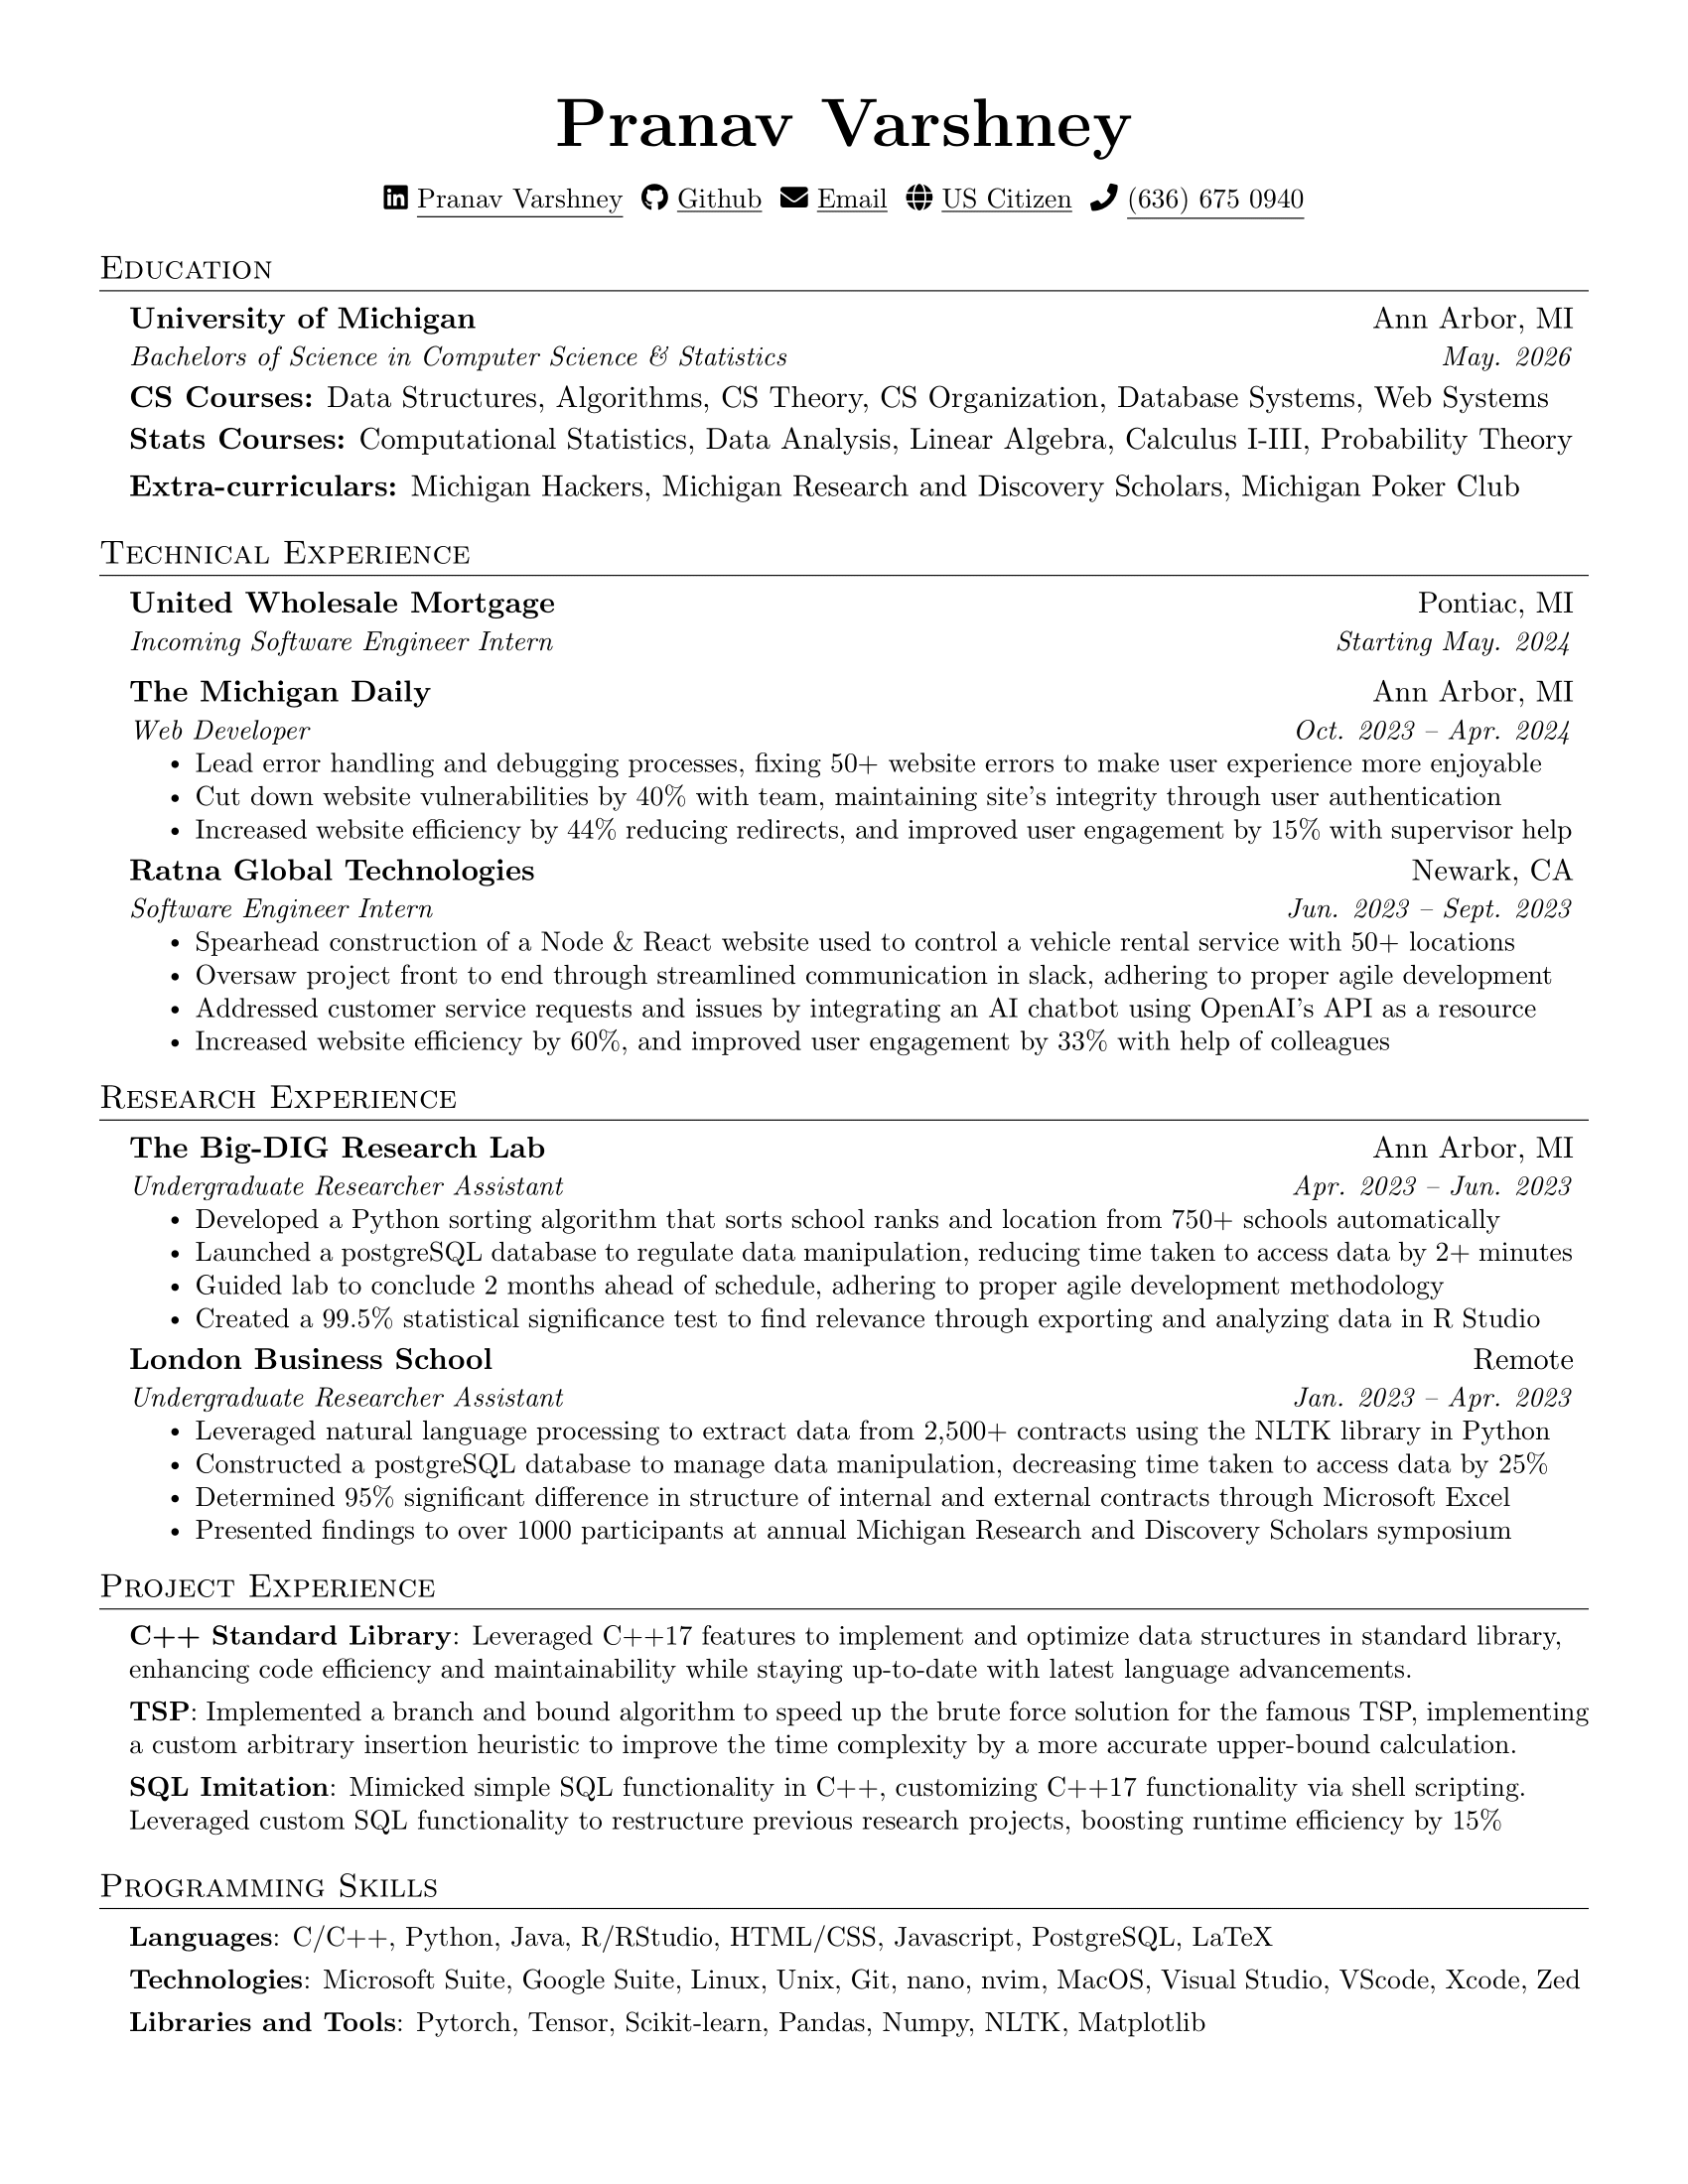 Pranav Varshney
Pranav Varshney Github Email US Citizen (636) 675 0940
Education
University of Michigan Ann Arbor, MI
Bachelors of Science in Computer Science & Statistics May. 2026
CS Courses: Data Structures, Algorithms, CS Theory, CS Organization, Database Systems, Web Systems
Stats Courses: Computational Statistics, Data Analysis, Linear Algebra, Calculus I-III, Probability Theory
Extra-curriculars: Michigan Hackers, Michigan Research and Discovery Scholars, Michigan Poker Club
Technical Experience
United Wholesale Mortgage Pontiac, MI
Incoming Software Engineer Intern Starting May. 2024
The Michigan Daily Ann Arbor, MI
Web Developer Oct. 2023 – Apr. 2024
• Lead error handling and debugging processes, fixing 50+ website errors to make user experience more enjoyable
• Cut down website vulnerabilities by 40% with team, maintaining site's integrity through user authentication
• Increased website efficiency by 44% reducing redirects, and improved user engagement by 15% with supervisor help
Ratna Global Technologies Newark, CA
Software Engineer Intern Jun. 2023 – Sept. 2023
• Spearhead construction of a Node & React website used to control a vehicle rental service with 50+ locations
• Oversaw project front to end through streamlined communication in slack, adhering to proper agile development
• Addressed customer service requests and issues by integrating an AI chatbot using OpenAI's API as a resource
• Increased website efficiency by 60%, and improved user engagement by 33% with help of colleagues
Research Experience
The Big-DIG Research Lab Ann Arbor, MI
Undergraduate Researcher Assistant Apr. 2023 – Jun. 2023
• Developed a Python sorting algorithm that sorts school ranks and location from 750+ schools automatically
• Launched a postgreSQL database to regulate data manipulation, reducing time taken to access data by 2+ minutes
• Guided lab to conclude 2 months ahead of schedule, adhering to proper agile development methodology
• Created a 99.5% statistical significance test to find relevance through exporting and analyzing data in R Studio
London Business School Remote
Undergraduate Researcher Assistant Jan. 2023 – Apr. 2023
• Leveraged natural language processing to extract data from 2,500+ contracts using the NLTK library in Python
• Constructed a postgreSQL database to manage data manipulation, decreasing time taken to access data by 25%
• Determined 95% significant difference in structure of internal and external contracts through Microsoft Excel
• Presented findings to over 1000 participants at annual Michigan Research and Discovery Scholars symposium
Project Experience
C++ Standard Library: Leveraged C++17 features to implement and optimize data structures in standard library,
enhancing code efficiency and maintainability while staying up-to-date with latest language advancements.
TSP: Implemented a branch and bound algorithm to speed up the brute force solution for the famous TSP, implementing
a custom arbitrary insertion heuristic to improve the time complexity by a more accurate upper-bound calculation.
SQL Imitation: Mimicked simple SQL functionality in C++, customizing C++17 functionality via shell scripting.
Leveraged custom SQL functionality to restructure previous research projects, boosting runtime efficiency by 15%
Programming Skills
Languages: C/C++, Python, Java, R/RStudio, HTML/CSS, Javascript, PostgreSQL, LaTeX
Technologies: Microsoft Suite, Google Suite, Linux, Unix, Git, nano, nvim, MacOS, Visual Studio, VScode, Xcode, Zed
Libraries and Tools: Pytorch, Tensor, Scikit-learn, Pandas, Numpy, NLTK, Matplotlib